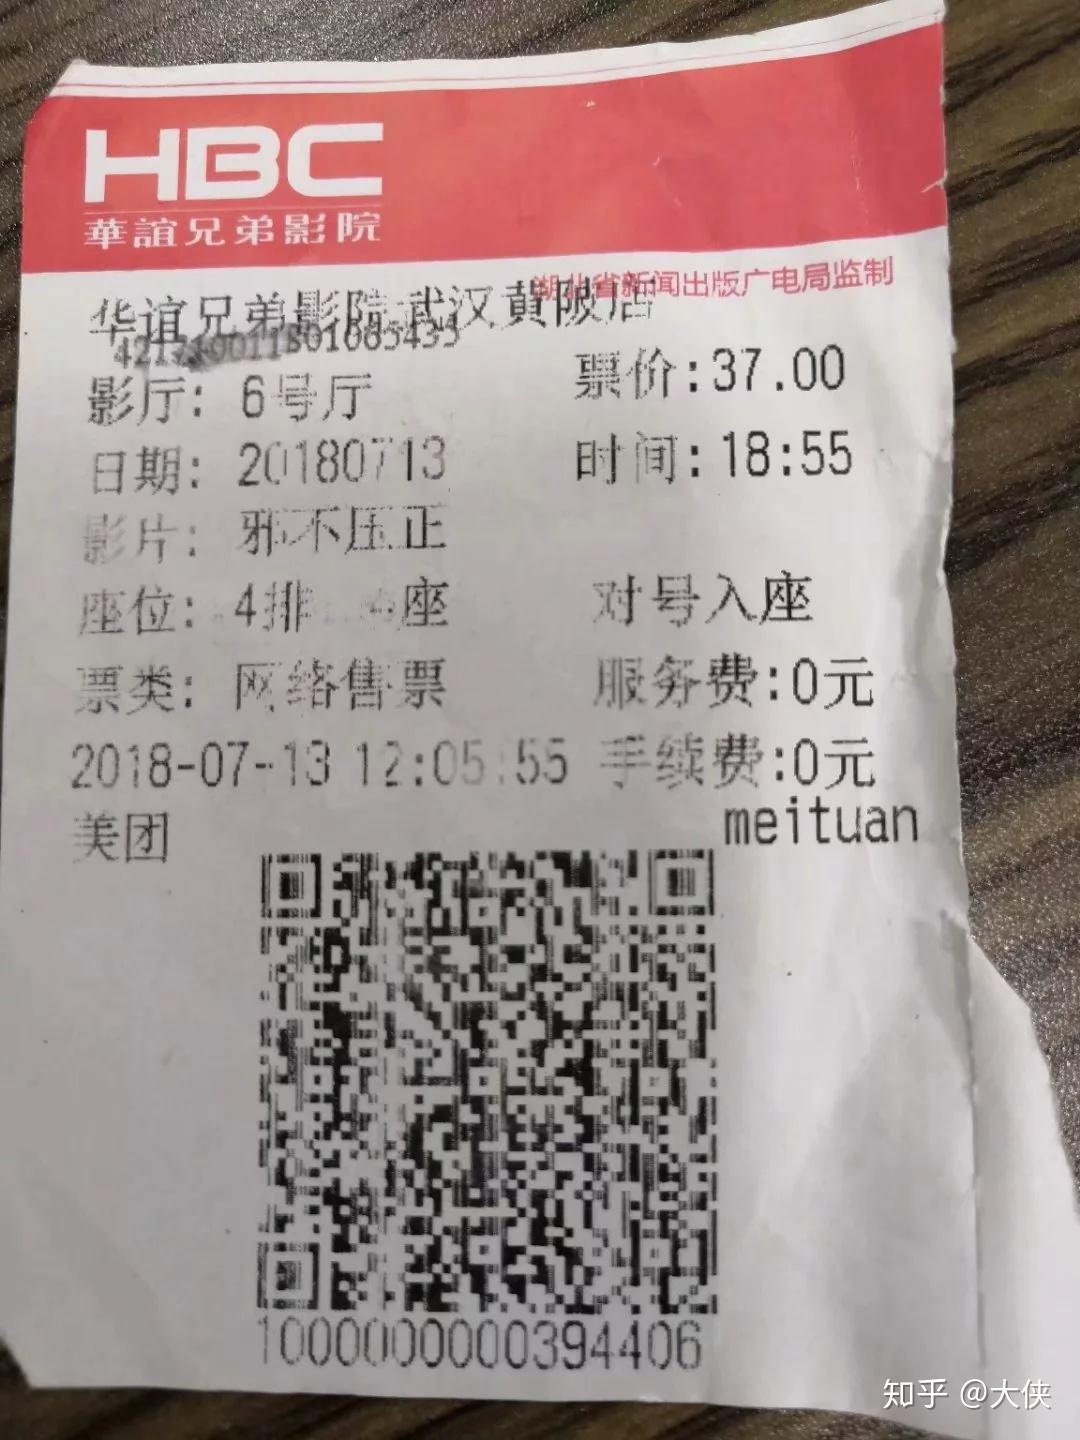 HBC
華誼兄弟影院
湖北省新闻出版广电局监制
华谊兄弟影院武汉黄陂店
影厅: 6号厅 票价:37.00
日期: 20180713 时间:18:55
影片: 邪不压正
座位: 4排 座 对号入座
票类: 网络售票 服务费:0元
2018-07-13 12:05:55 手续费:0元
美团 meituan
1000000000394406
知乎 @大侠